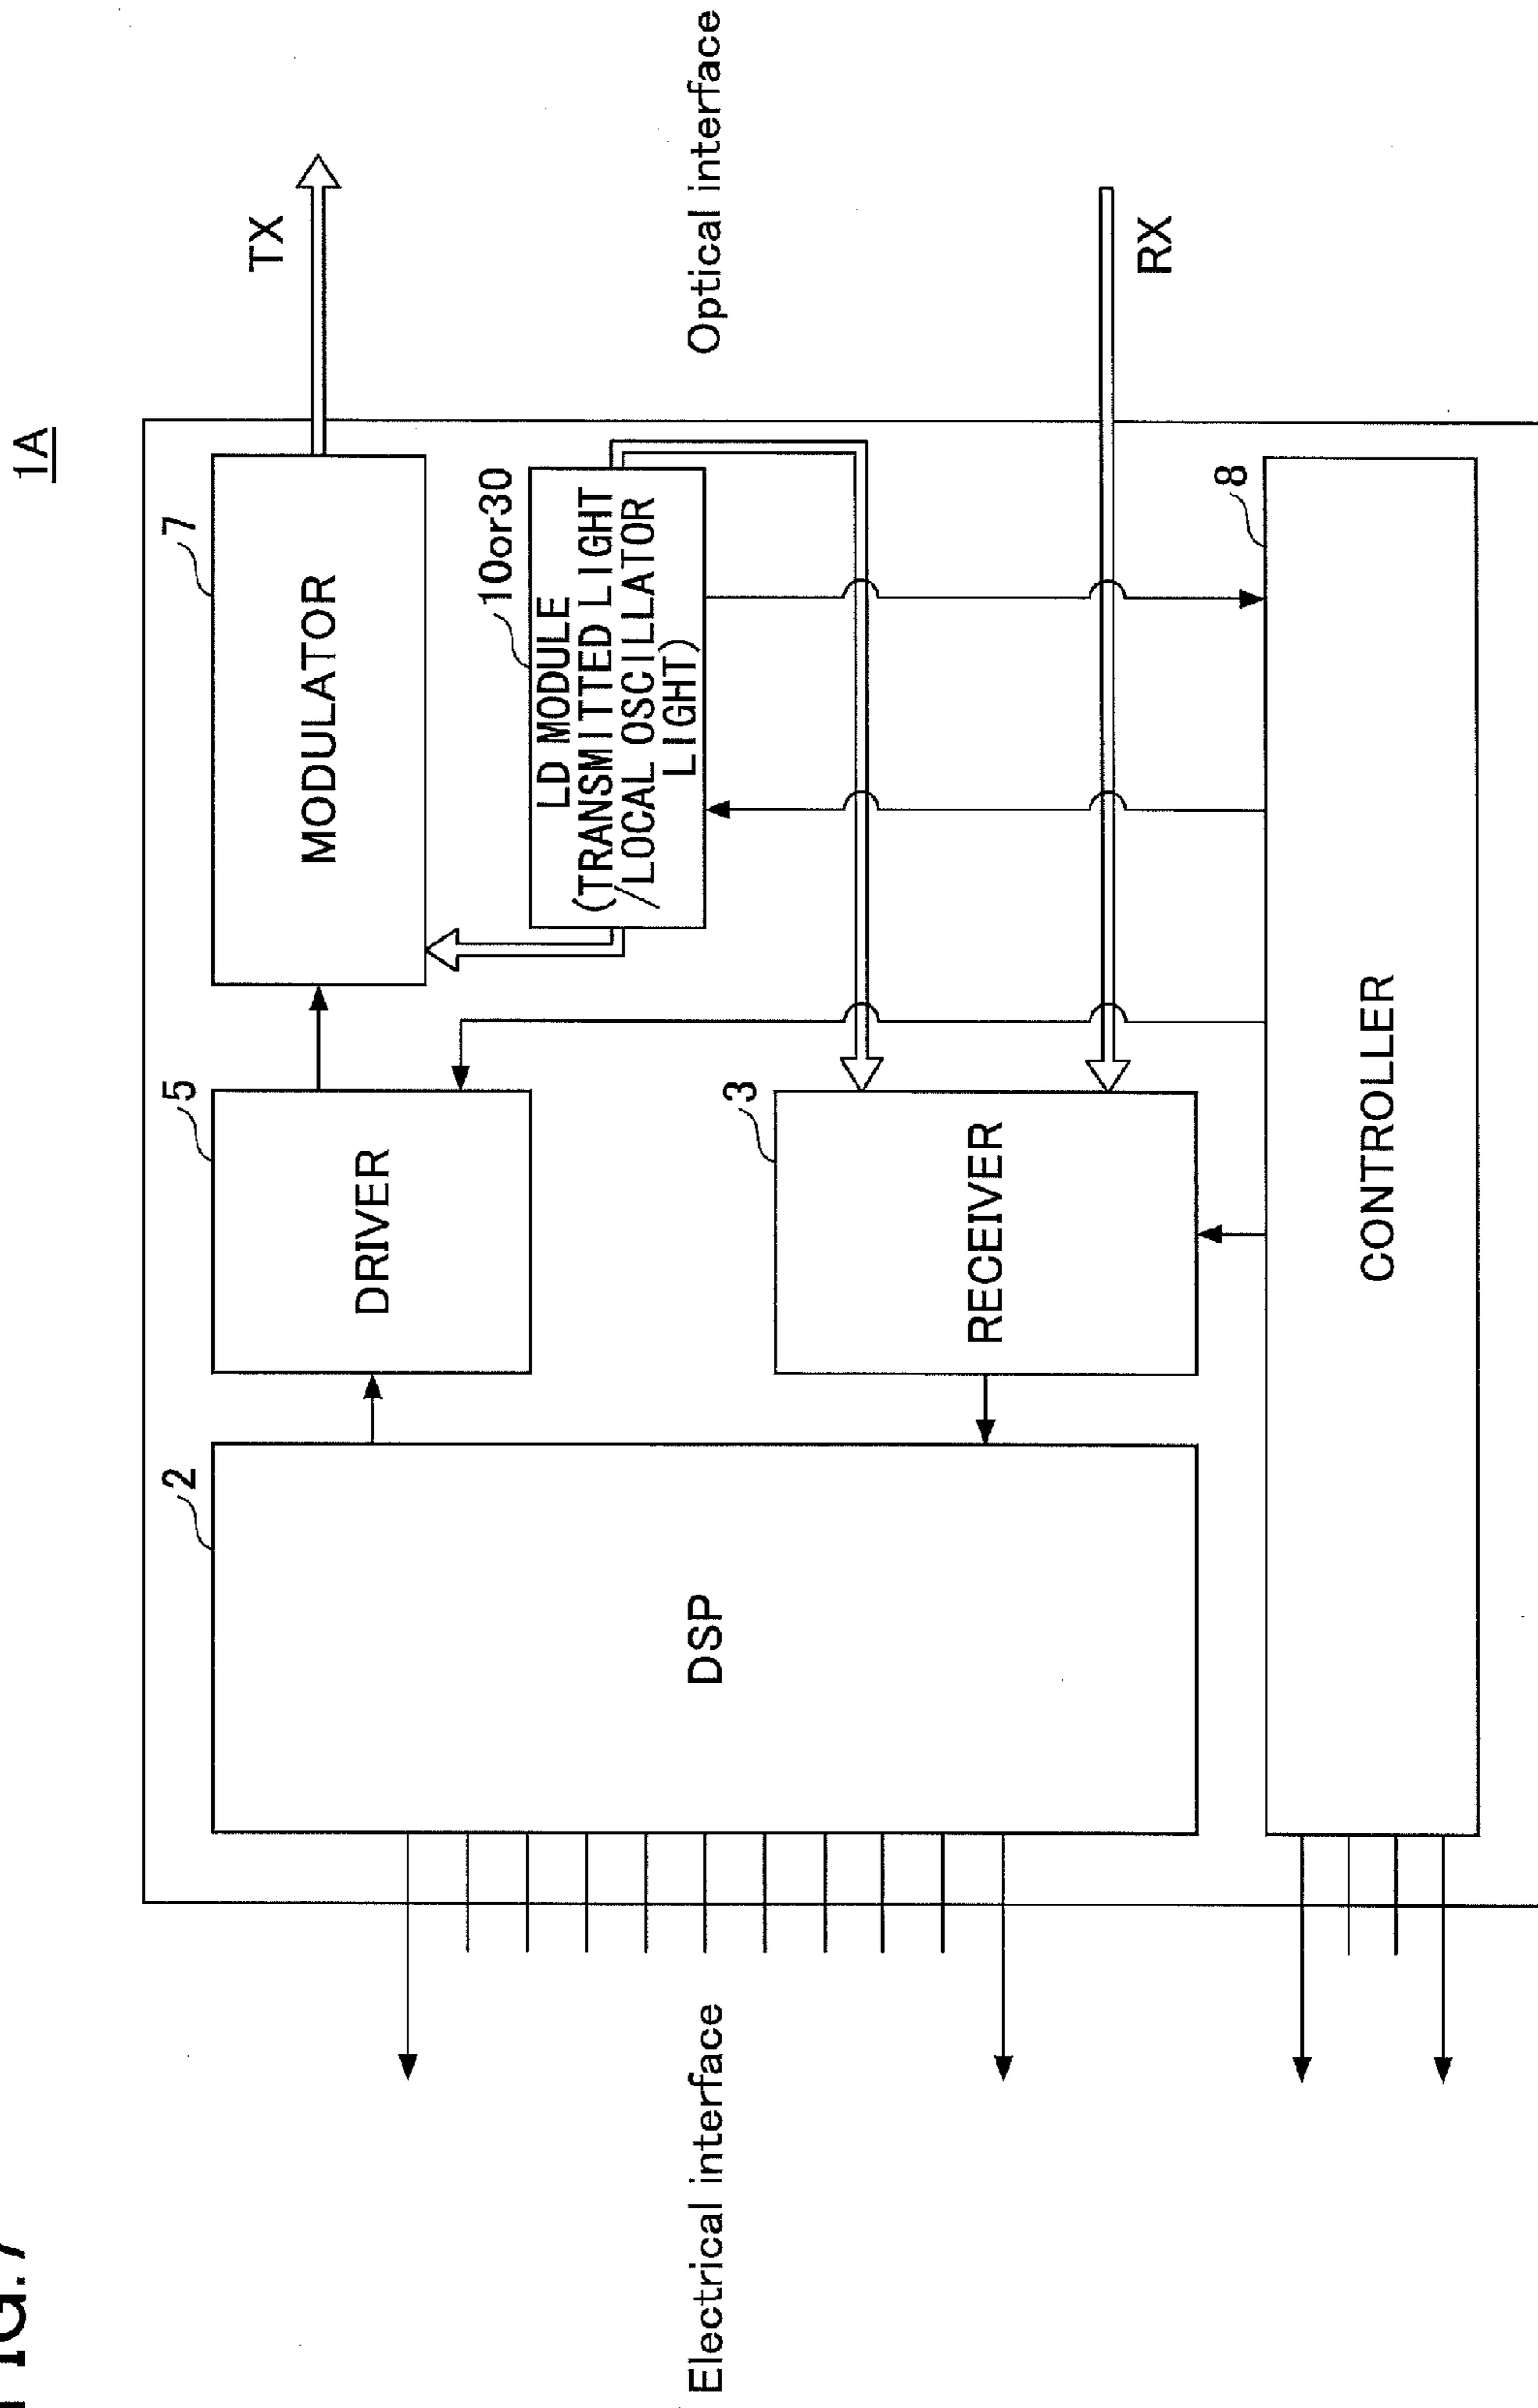 FIG.7
1A
Electrical interface
Optical interface
2
DSP
5
DRIVER
7
MODULATOR
TX
10or30
LD MODULE
(TRANSMITTED LIGHT
/LOCAL OSCILLATOR
LIGHT)
3
RECEIVER
RX
8
CONTROLLER